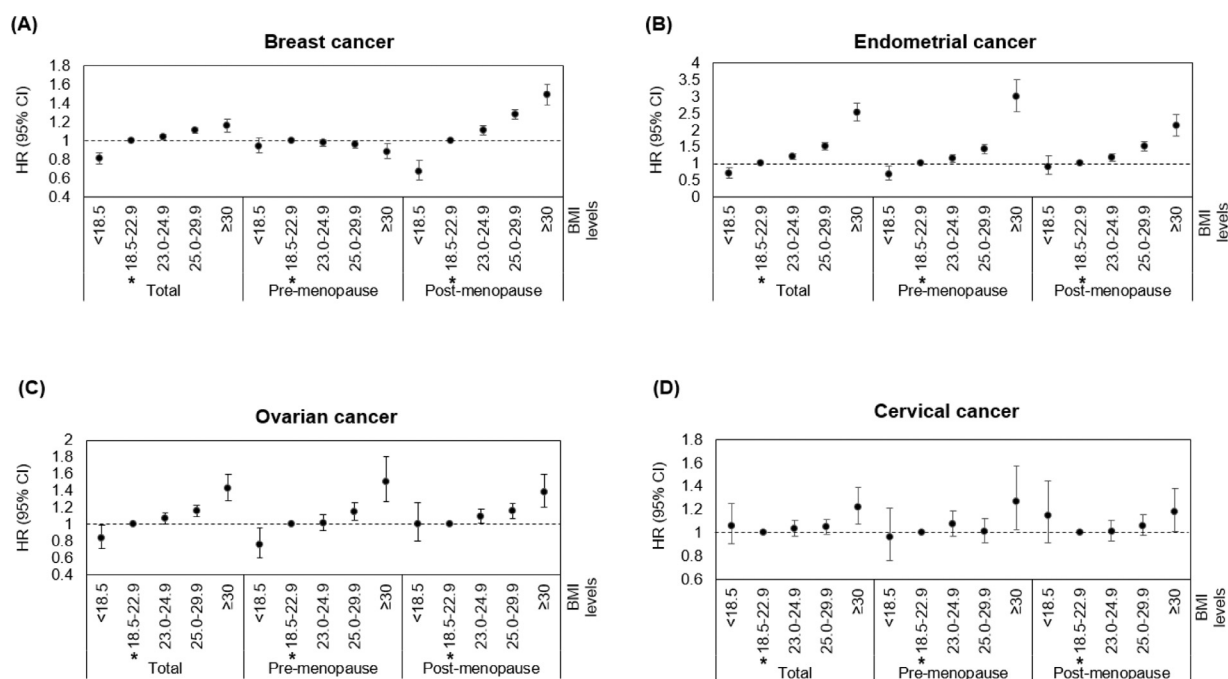 (A)
Breast cancer
HR (95% CI)
1.8
1.6
1.4
1.2
1
0.8
0.6
0.4
<18.5
* 18.5-22.9
23.0-24.9
25.0-29.9
≥30
<18.5
* 18.5-22.9
23.0-24.9
25.0-29.9
≥30
<18.5
* 18.5-22.9
23.0-24.9
25.0-29.9
≥30
BMI
levels
Total
Pre-menopause
Post-menopause
(B)
Endometrial cancer
HR (95% CI)
4
3.5
3
2.5
2
1.5
1
0.5
0
<18.5
* 18.5-22.9
23.0-24.9
25.0-29.9
≥30
<18.5
* 18.5-22.9
23.0-24.9
25.0-29.9
≥30
<18.5
* 18.5-22.9
23.0-24.9
25.0-29.9
≥30
BMI
levels
Total
Pre-menopause
Post-menopause
(C)
Ovarian cancer
HR (95% CI)
2
1.8
1.6
1.4
1.2
1
0.8
0.6
0.4
<18.5
* 18.5-22.9
23.0-24.9
25.0-29.9
≥30
<18.5
* 18.5-22.9
23.0-24.9
25.0-29.9
≥30
<18.5
* 18.5-22.9
23.0-24.9
25.0-29.9
≥30
BMI
levels
Total
Pre-menopause
Post-menopause
(D)
Cervical cancer
HR (95% CI)
1.8
1.6
1.4
1.2
1
0.8
0.6
<18.5
* 18.5-22.9
23.0-24.9
25.0-29.9
≥30
<18.5
* 18.5-22.9
23.0-24.9
25.0-29.9
≥30
<18.5
* 18.5-22.9
23.0-24.9
25.0-29.9
≥30
BMI
levels
Total
Pre-menopause
Post-menopause